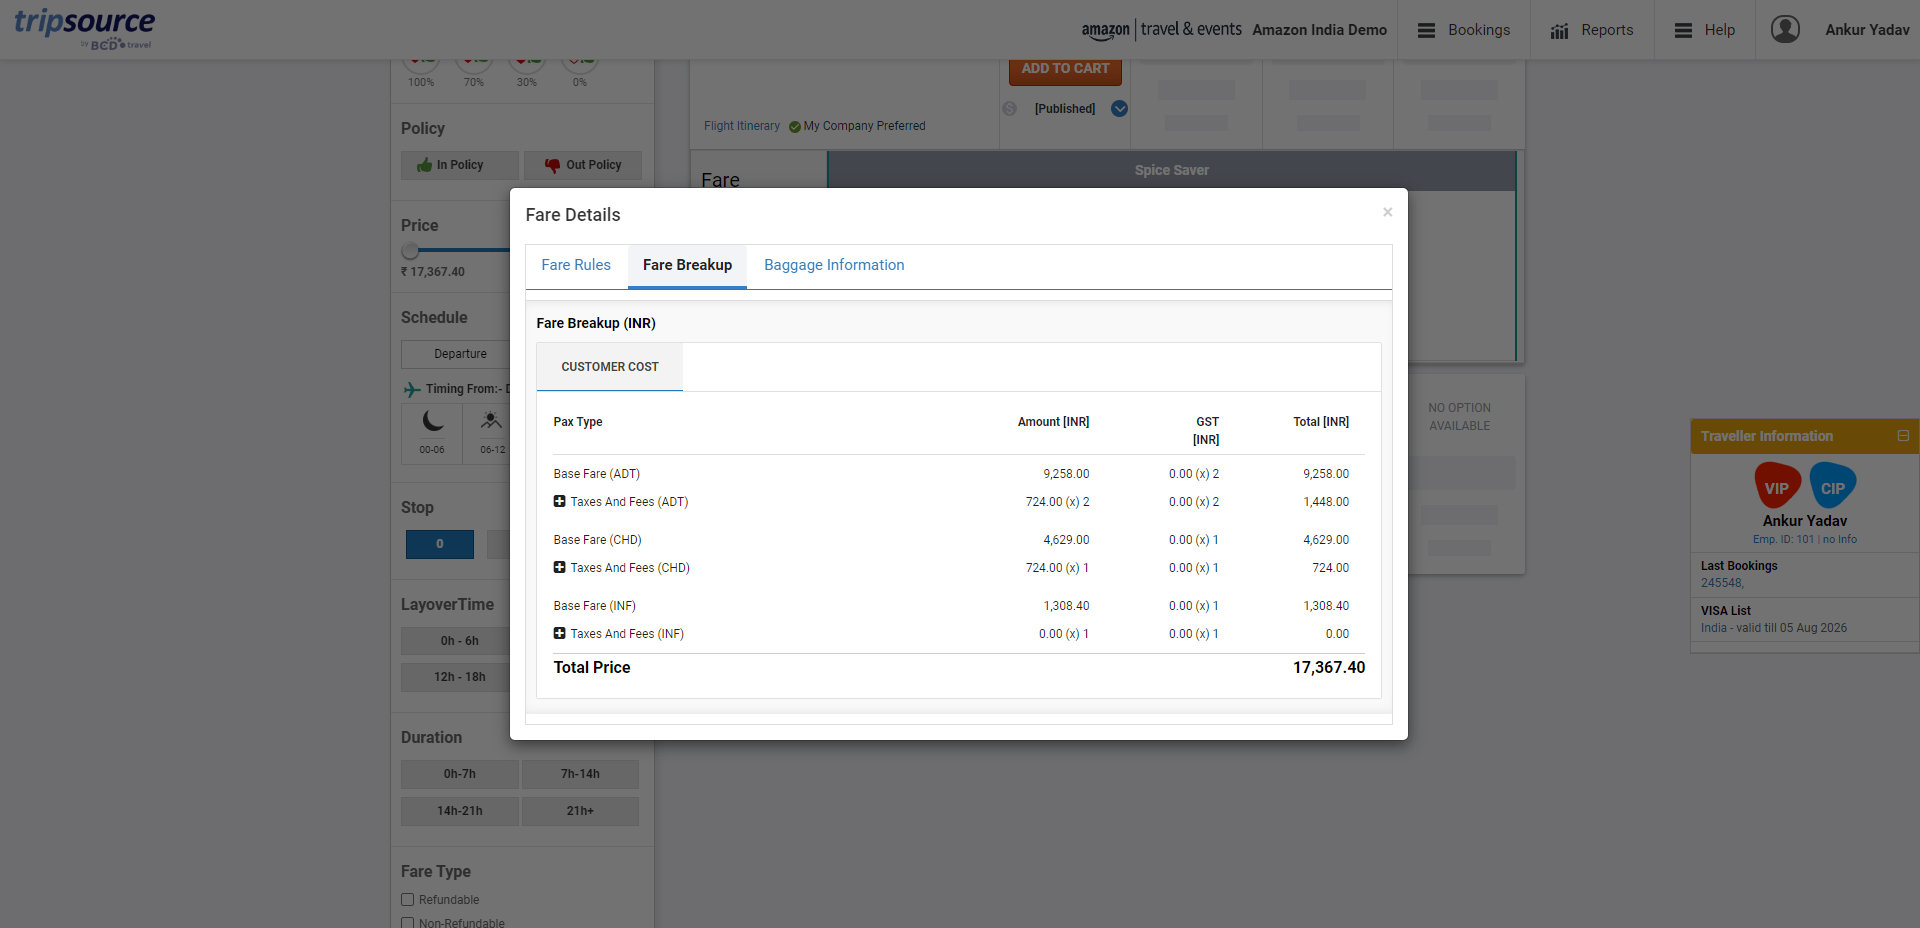 tripsource
by BCD travel
amazon | travel & events Amazon India Demo
Bookings
Reports
Help
Ankur Yadav
100% 70% 30% 0%
ADD TO CART
[Published]
Flight Itinerary My Company Preferred
Policy
In Policy Out Policy
Fare
Spice Saver
Price
₹ 17,367.40
Schedule
Departure
Timing From:- D
00-06 06-12
Stop
0
LayoverTime
0h - 6h
12h - 18h
Duration
0h-7h 7h-14h
14h-21h 21h+
Fare Type
Refundable
Non-Refundable
Fare Details
×
Fare Rules Fare Breakup Baggage Information
Fare Breakup (INR)
CUSTOMER COST
Pax Type Amount [INR] GST [INR] Total [INR]
Base Fare (ADT) 9,258.00 0.00 (x) 2 9,258.00
Taxes And Fees (ADT) 724.00 (x) 2 0.00 (x) 2 1,448.00
Base Fare (CHD) 4,629.00 0.00 (x) 1 4,629.00
Taxes And Fees (CHD) 724.00 (x) 1 0.00 (x) 1 724.00
Base Fare (INF) 1,308.40 0.00 (x) 1 1,308.40
Taxes And Fees (INF) 0.00 (x) 1 0.00 (x) 1 0.00
Total Price 17,367.40
NO OPTION
AVAILABLE
Traveller Information
VIP CIP
Ankur Yadav
Emp. ID: 101 | no Info
Last Bookings
245548,
VISA List
India - valid till 05 Aug 2026